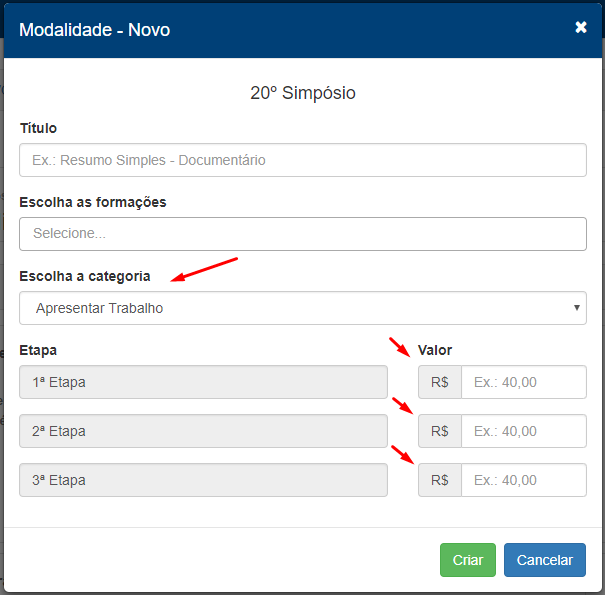 Modalidade - Novo ✖
20º Simpósio
Título
Ex.: Resumo Simples - Documentário
Escolha as formações
Selecione...
Escolha a categoria
Apresentar Trabalho
Etapa Valor
1ª Etapa R$ Ex.: 40,00
2ª Etapa R$ Ex.: 40,00
3ª Etapa R$ Ex.: 40,00
Criar Cancelar